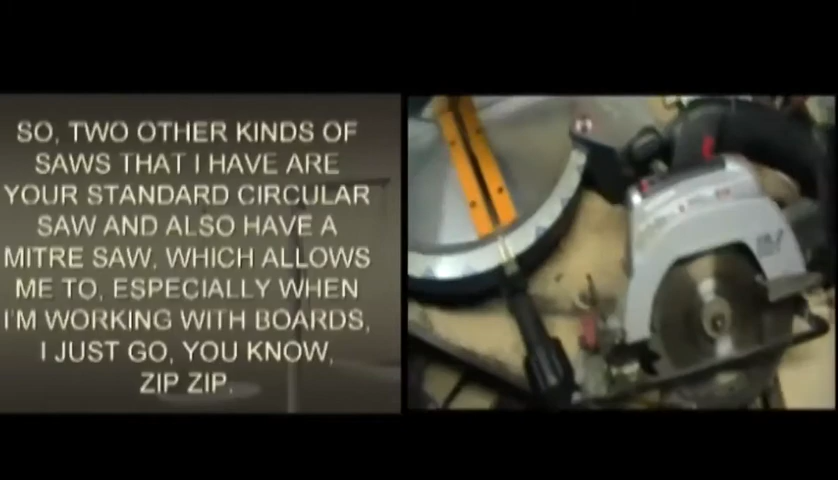 SO, TWO OTHER KINDS OF
SAWS THAT I HAVE ARE
YOUR STANDARD CIRCULAR
SAW AND ALSO HAVE A
MITRE SAW, WHICH ALLOWS
ME TO, ESPECIALLY WHEN
I'M WORKING WITH BOARDS,
I JUST GO, YOU KNOW,
ZIP ZIP.